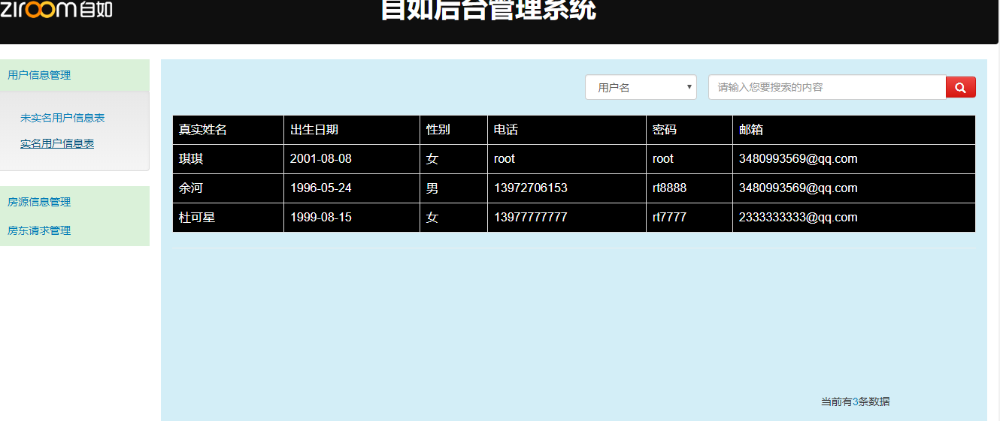 ziroom自如
自如后台管理系统
用户信息管理
未实名用户信息表
实名用户信息表
房源信息管理
房东请求管理
用户名 请输入您要搜索的内容
真实姓名 出生日期 性别 电话 密码 邮箱
琪琪 2001-08-08 女 root root 3480993569@qq.com
余河 1996-05-24 男 13972706153 rt8888 3480993569@qq.com
杜可星 1999-08-15 女 13977777777 rt7777 2333333333@qq.com
当前有3条数据